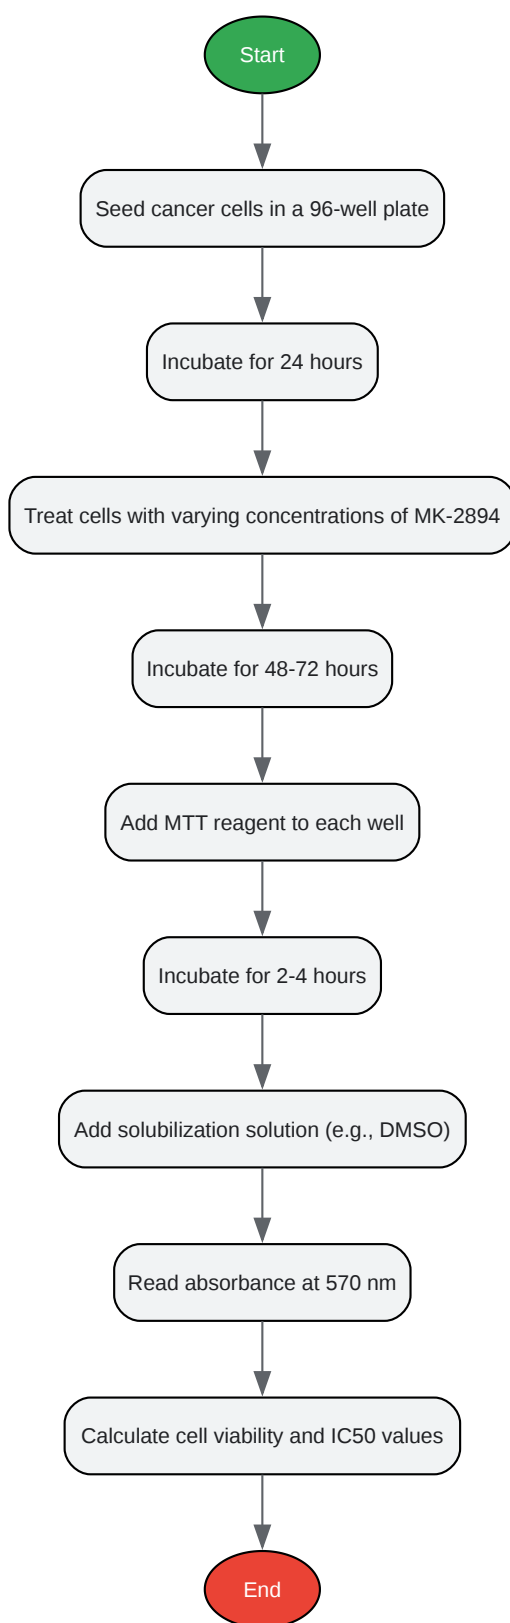 Start
Seed cancer cells in a 96-well plate
Incubate for 24 hours
Treat cells with varying concentrations of MK-2894
Incubate for 48-72 hours
Add MTT reagent to each well
Incubate for 2-4 hours
Add solubilization solution (e.g., DMSO)
Read absorbance at 570 nm
Calculate cell viability and IC50 values
End